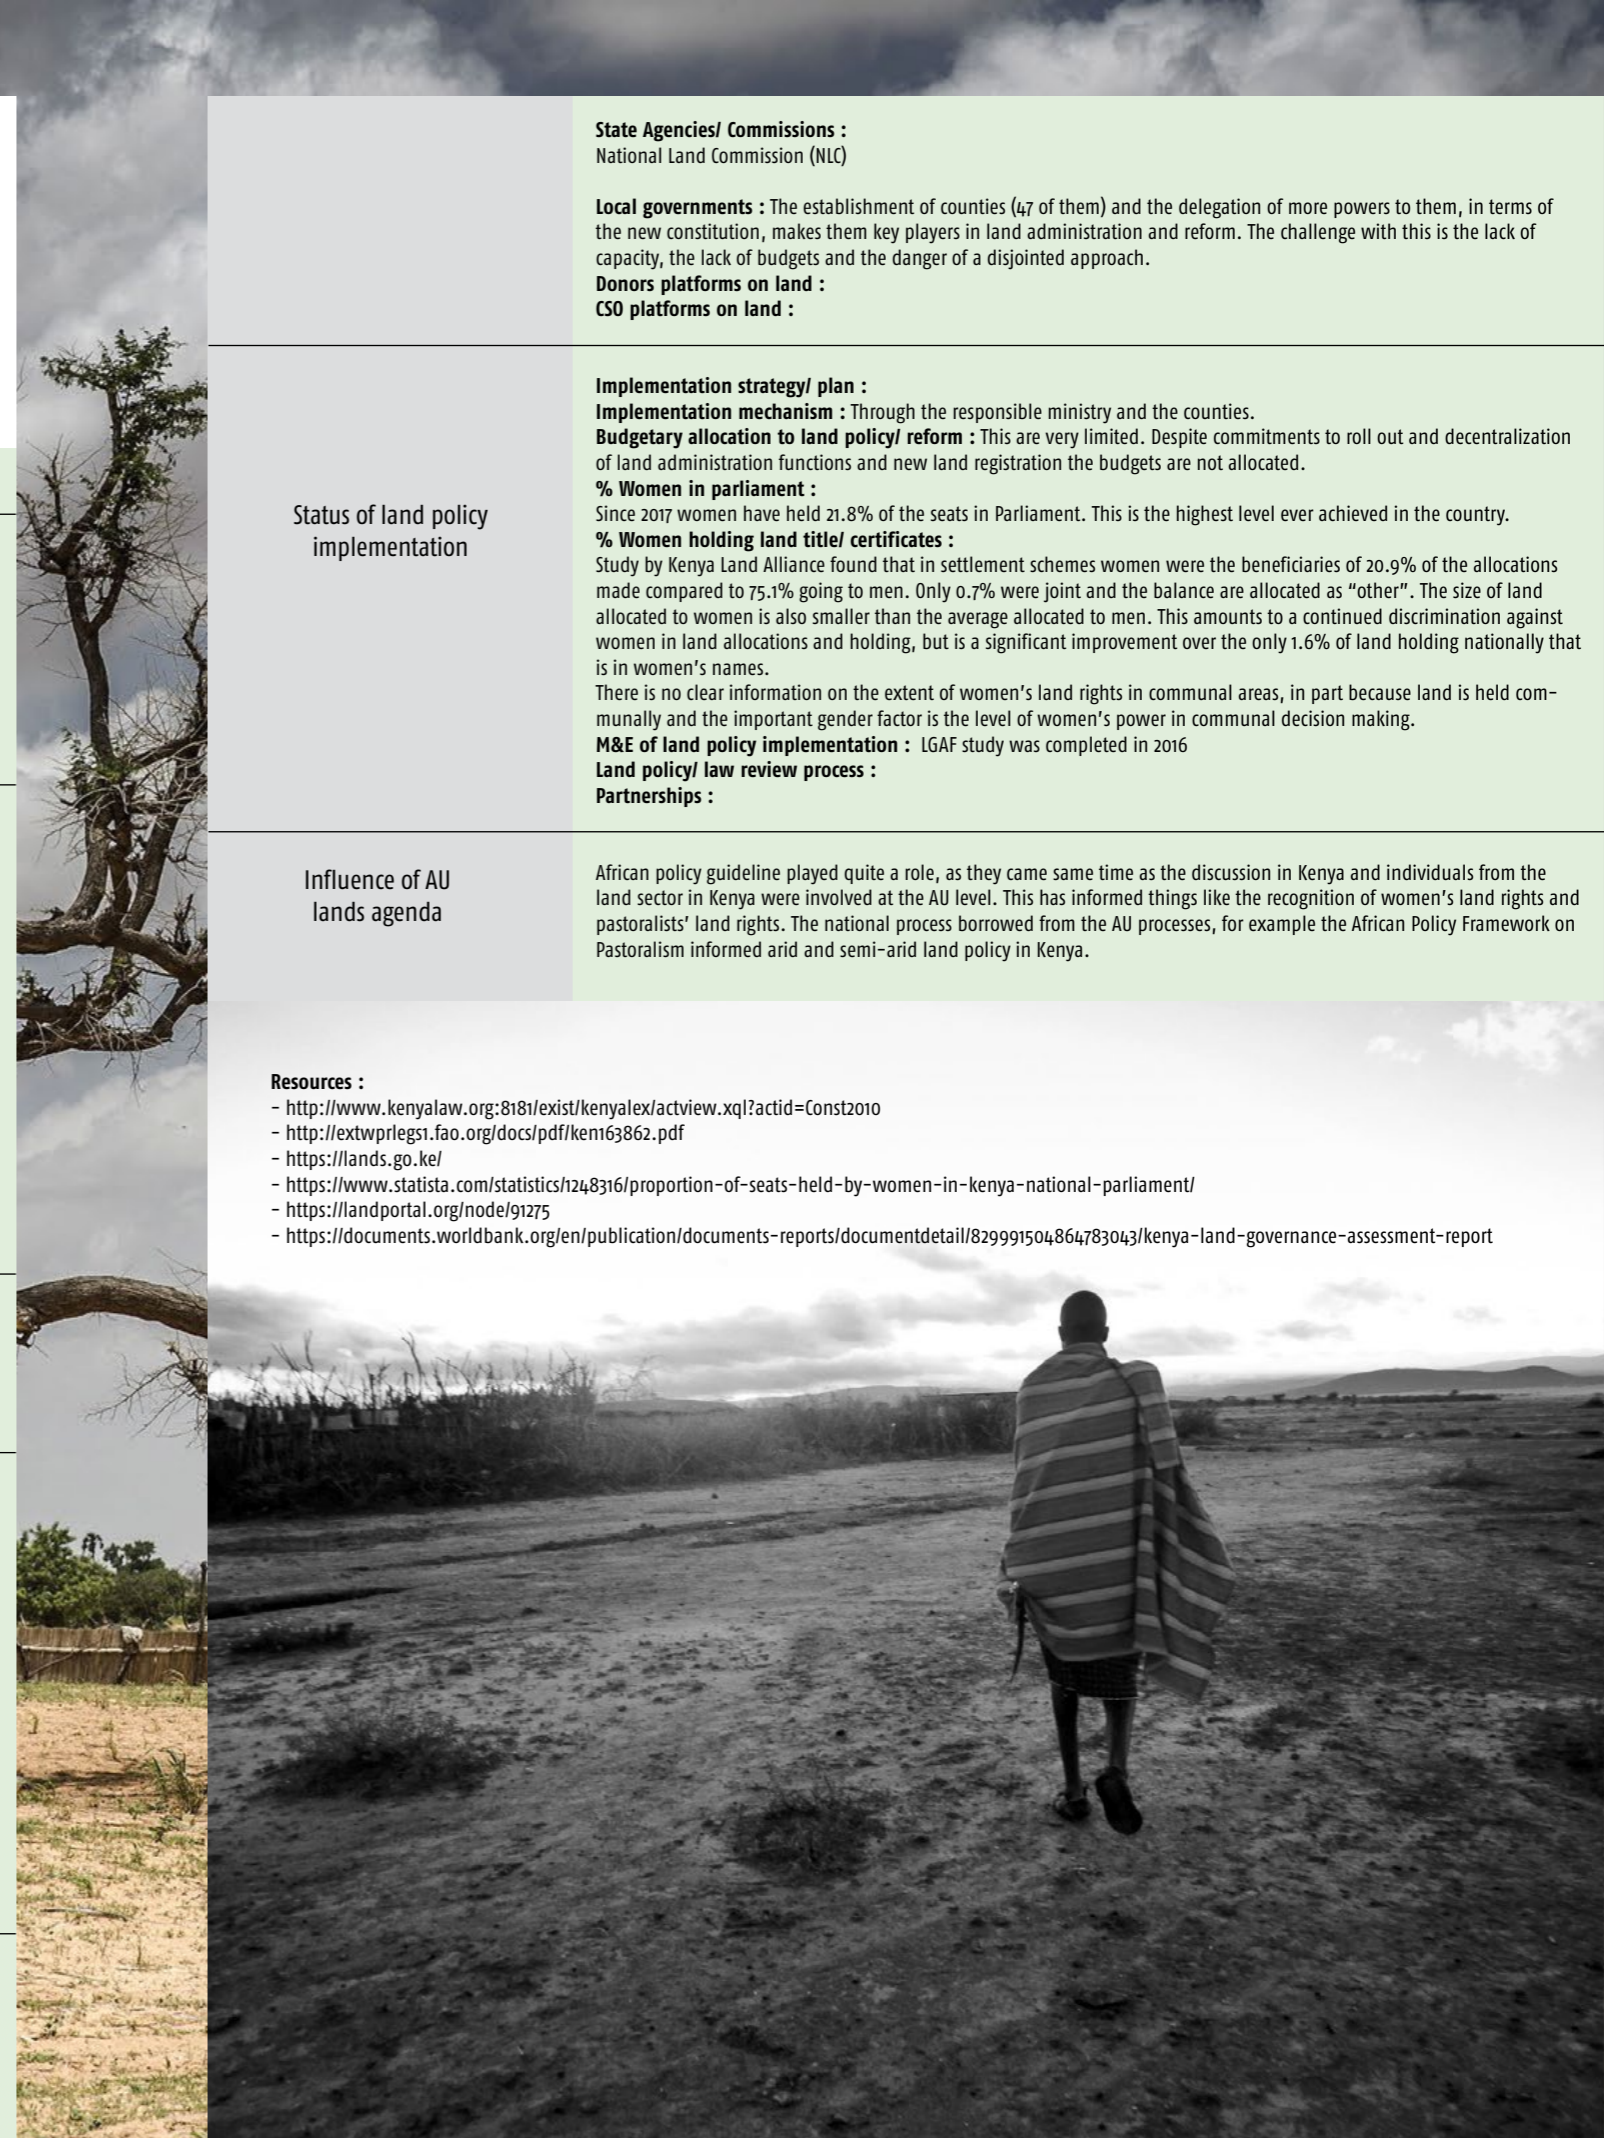 State Agencies/ Commissions :
National Land Commission (NLC)
Local governments : The establishment of counties (47 of them) and the delegation of more powers to them, in terms of
the new constitution, makes them key players in land administration and reform. The challenge with this is the lack of
capacity, the lack of budgets and the danger of a disjointed approach.
Donors platforms on land :
CSO platforms on land :
Status of land policy
implementation
Implementation strategy/ plan :
Implementation mechanism : Through the responsible ministry and the counties.
Budgetary allocation to land policy/ reform : This are very limited. Despite commitments to roll out and decentralization
of land administration functions and new land registration the budgets are not allocated.
% Women in parliament :
Since 2017 women have held 21.8% of the seats in Parliament. This is the highest level ever achieved in the country.
% Women holding land title/ certificates :
Study by Kenya Land Alliance found that in settlement schemes women were the beneficiaries of 20.9% of the allocations
made compared to 75.1% going to men. Only 0.7% were joint and the balance are allocated as “other”. The size of land
allocated to women is also smaller than the average allocated to men. This amounts to a continued discrimination against
women in land allocations and holding, but is a significant improvement over the only 1.6% of land holding nationally that
is in women’s names.
There is no clear information on the extent of women’s land rights in communal areas, in part because land is held com-
munally and the important gender factor is the level of women’s power in communal decision making.
M&E of land policy implementation : LGAF study was completed in 2016
Land policy/ law review process :
Partnerships :
Influence of AU
lands agenda
African policy guideline played quite a role, as they came same time as the discussion in Kenya and individuals from the
land sector in Kenya were involved at the AU level. This has informed things like the recognition of women’s land rights and
pastoralists’ land rights. The national process borrowed from the AU processes, for example the African Policy Framework on
Pastoralism informed arid and semi-arid land policy in Kenya.
Resources :
- http://www.kenyalaw.org:8181/exist/kenyalex/actview.xql?actid=Const2010
- http://extwprlegs1.fao.org/docs/pdf/ken163862.pdf
- https://lands.go.ke/
- https://www.statista.com/statistics/1248316/proportion-of-seats-held-by-women-in-kenya-national-parliament/
- https://landportal.org/node/91275
- https://documents.worldbank.org/en/publication/documents-reports/documentdetail/829991504864783043/kenya-land-governance-assessment-report